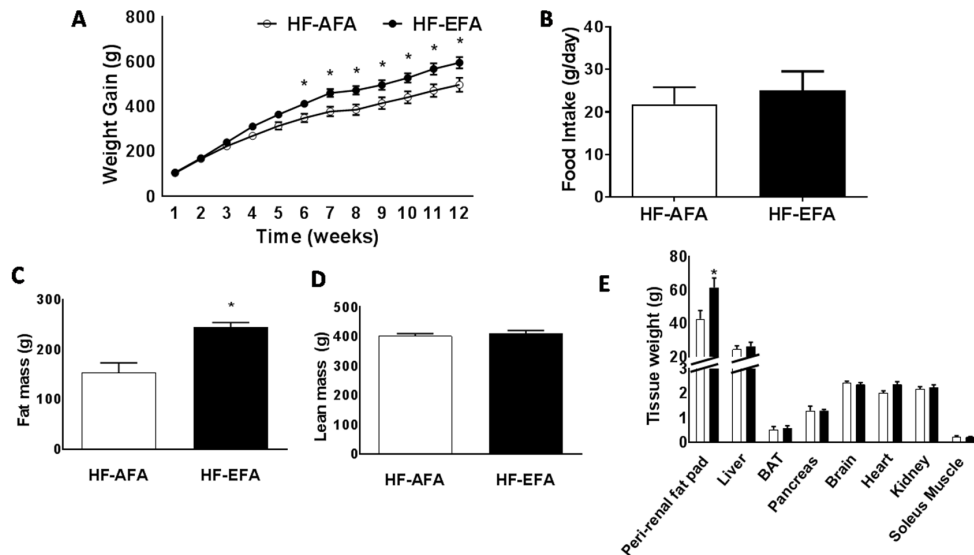 A
HF-AFA
HF-EFA
Weight Gain (g)
800
600
400
200
0
* * * * * * *
1 2 3 4 5 6 7 8 9 10 11 12
Time (weeks)
B
Food Intake (g/day)
40
30
20
10
0
HF-AFA
HF-EFA
C
Fat mass (g)
300
200
100
0
*
HF-AFA
HF-EFA
D
Lean mass (g)
500
400
300
200
100
0
HF-AFA
HF-EFA
E
Tissue weight (g)
80
60
40
20
3
2
1
0
*
Peri-renal fat pad
Liver
BAT
Pancreas
Brain
Heart
Kidney
Soleus Muscle